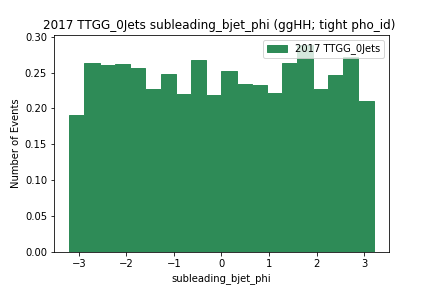 2017 TTGG_0Jets subleading_bjet_phi (ggHH; tight pho_id)
2017 TTGG_0Jets
0.30
0.25
0.20
0.15
0.10
0.05
0.00
Number of Events
−3 −2 −1 0 1 2 3
subleading_bjet_phi